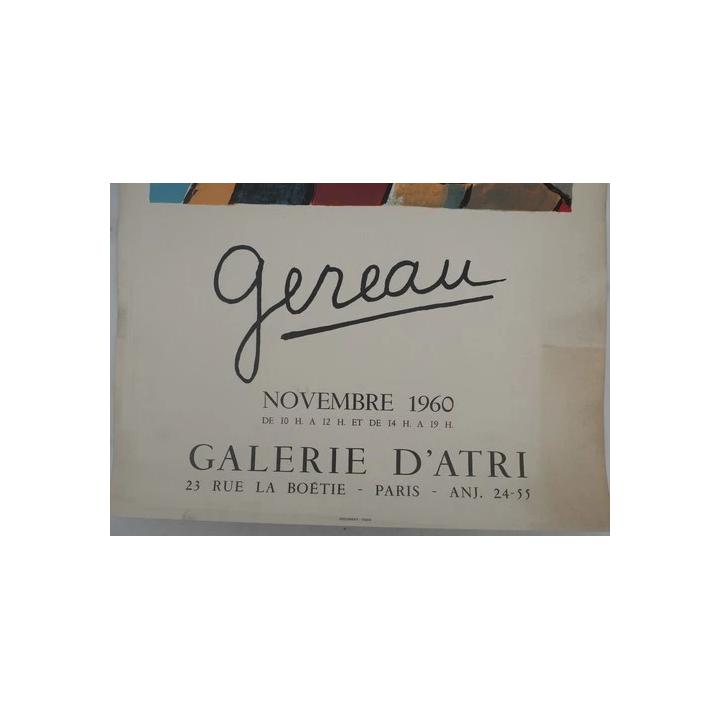 gereau
NOVEMBRE 1960
DE 10 H. A 12 H. ET DE 14 H. A 19 H.
GALERIE D'ATRI
23 RUE LA BOËTIE - PARIS - ANJ. 24-55